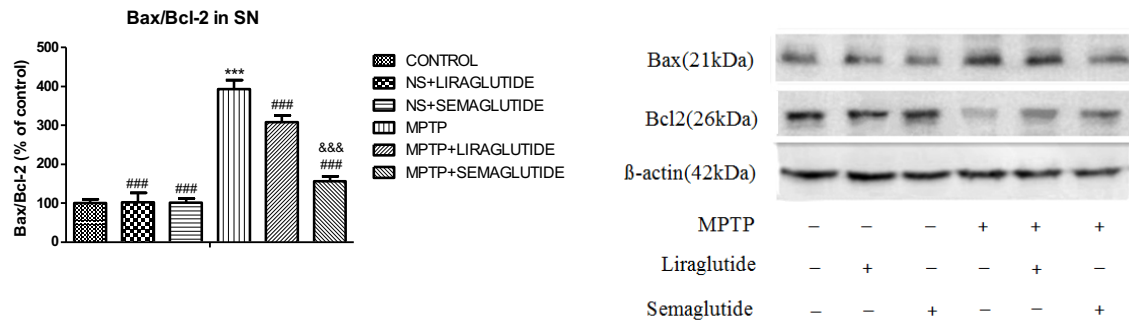 Bax/Bcl-2 in SN
Bax/Bcl-2 (% of control)
500
400
300
200
100
0
###
###
***
###
&&&
###
CONTROL
NS+LIRAGLUTIDE
NS+SEMAGLUTIDE
MPTP
MPTP+LIRAGLUTIDE
MPTP+SEMAGLUTIDE
Bax(21kDa)
Bcl2(26kDa)
ß-actin(42kDa)
MPTP – – – + + +
Liraglutide – + – – + –
Semaglutide – – + – – +